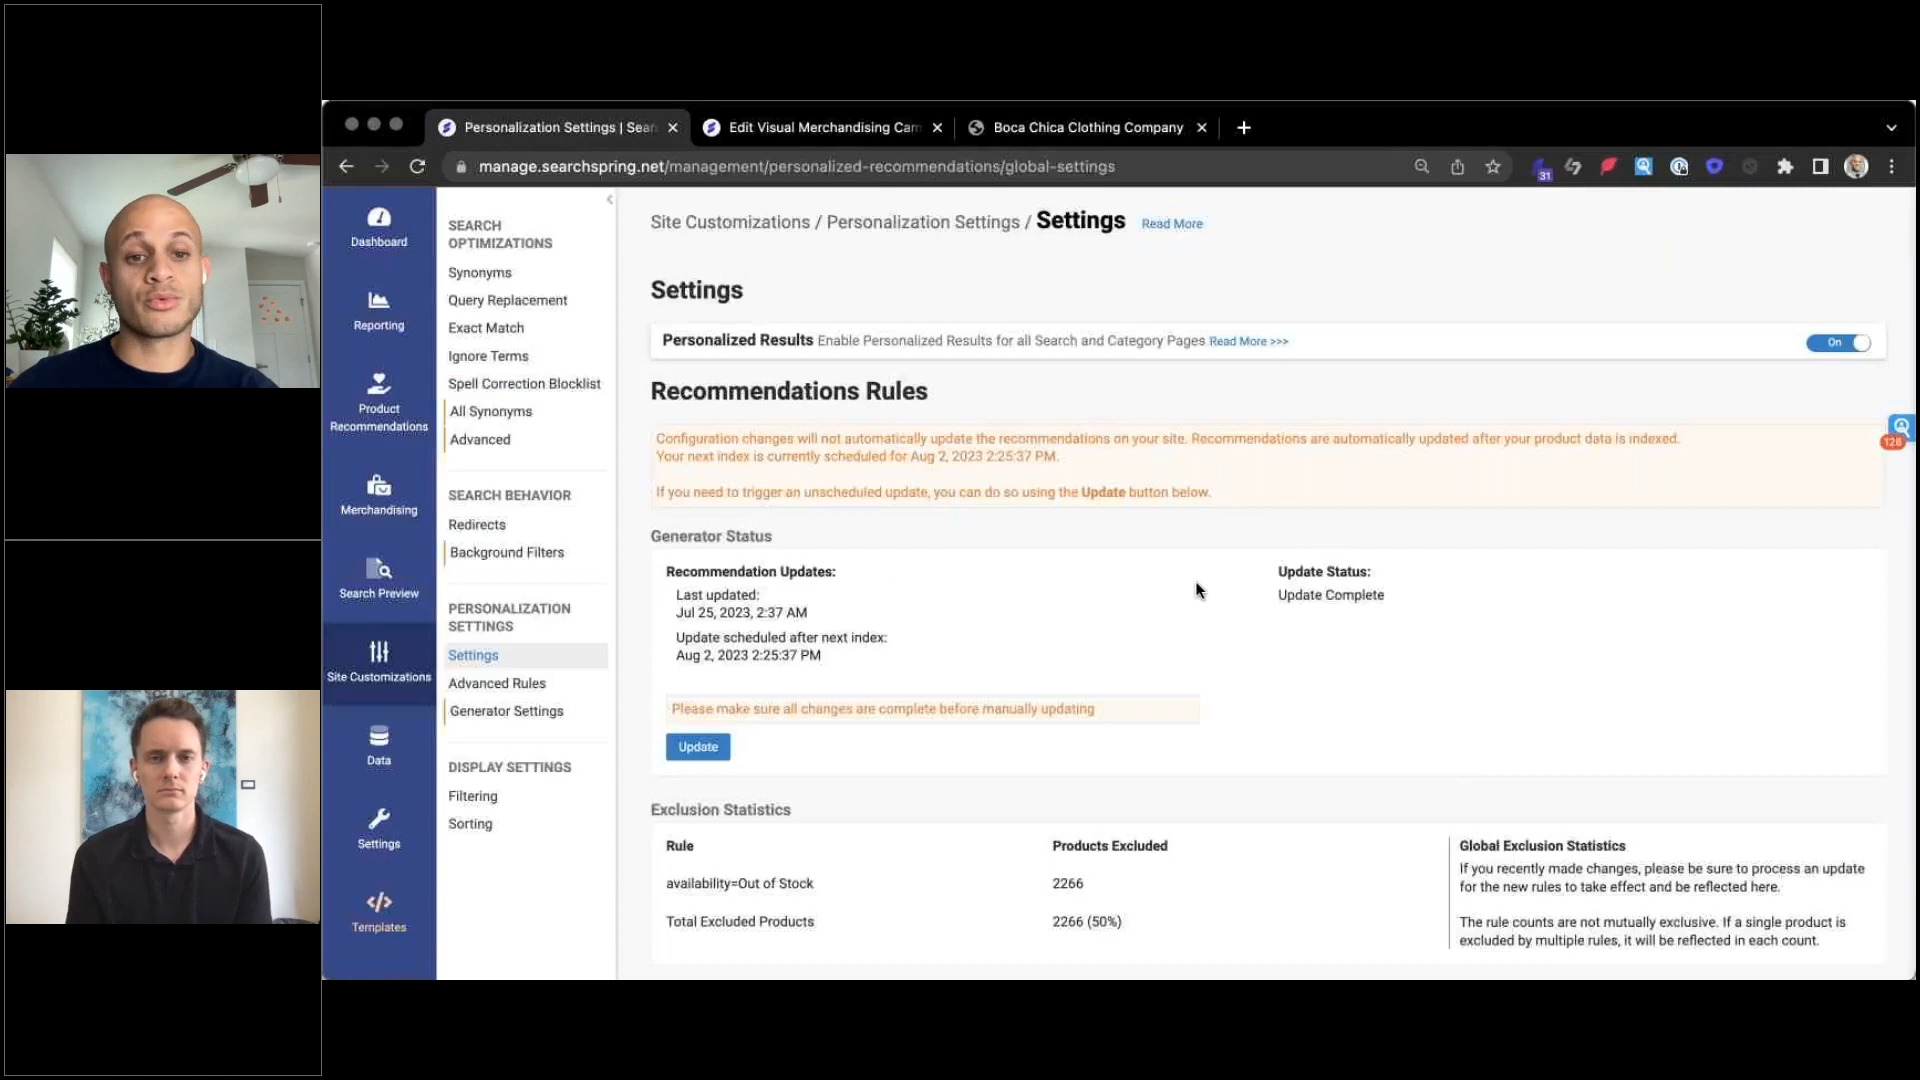 Personalization Settings | Sear
Edit Visual Merchandising Cam
Boca Chica Clothing Company
manage.searchspring.net/management/personalized-recommendations/global-settings
31
Dashboard
Reporting
Product
Recommendations
Merchandising
Search Preview
Site Customizations
Data
Settings
Templates
SEARCH
OPTIMIZATIONS
Synonyms
Query Replacement
Exact Match
Ignore Terms
Spell Correction Blocklist
All Synonyms
Advanced
SEARCH BEHAVIOR
Redirects
Background Filters
PERSONALIZATION
SETTINGS
Settings
Advanced Rules
Generator Settings
DISPLAY SETTINGS
Filtering
Sorting
Site Customizations / Personalization Settings / Settings Read More
Settings
Personalized Results Enable Personalized Results for all Search and Category Pages Read More >>>
On
Recommendations Rules
Configuration changes will not automatically update the recommendations on your site. Recommendations are automatically updated after your product data is indexed.
Your next index is currently scheduled for Aug 2, 2023 2:25:37 PM.
If you need to trigger an unscheduled update, you can do so using the Update button below.
128
Generator Status
Recommendation Updates:
Last updated:
Jul 25, 2023, 2:37 AM
Update scheduled after next index:
Aug 2, 2023 2:25:37 PM
Update Status:
Update Complete
Please make sure all changes are complete before manually updating
Update
Exclusion Statistics
Rule Products Excluded
availability=Out of Stock 2266
Total Excluded Products 2266 (50%)
Global Exclusion Statistics
If you recently made changes, please be sure to process an update
for the new rules to take effect and be reflected here.
The rule counts are not mutually exclusive. If a single product is
excluded by multiple rules, it will be reflected in each count.